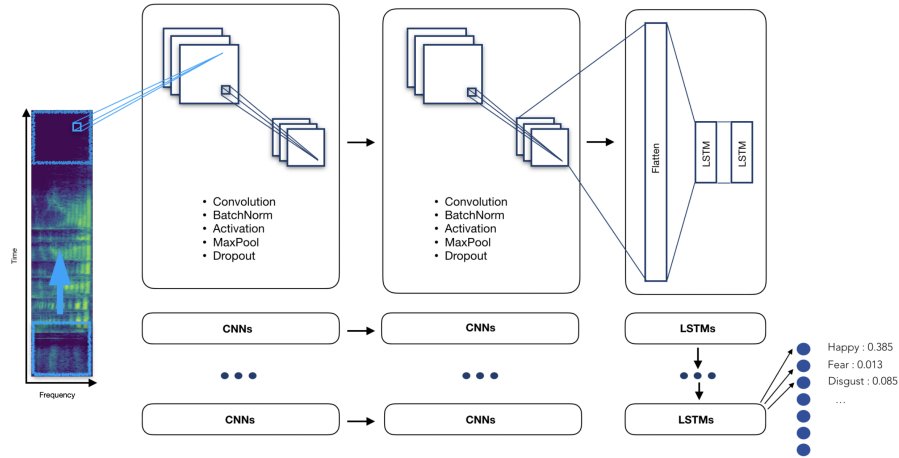 Time
Frequency
• Convolution
• BatchNorm
• Activation
• MaxPool
• Dropout
• Convolution
• BatchNorm
• Activation
• MaxPool
• Dropout
Flatten
LSTM
LSTM
CNNs
CNNs
LSTMs
CNNs
CNNs
LSTMs
Happy : 0.385
Fear : 0.013
Disgust : 0.085
...